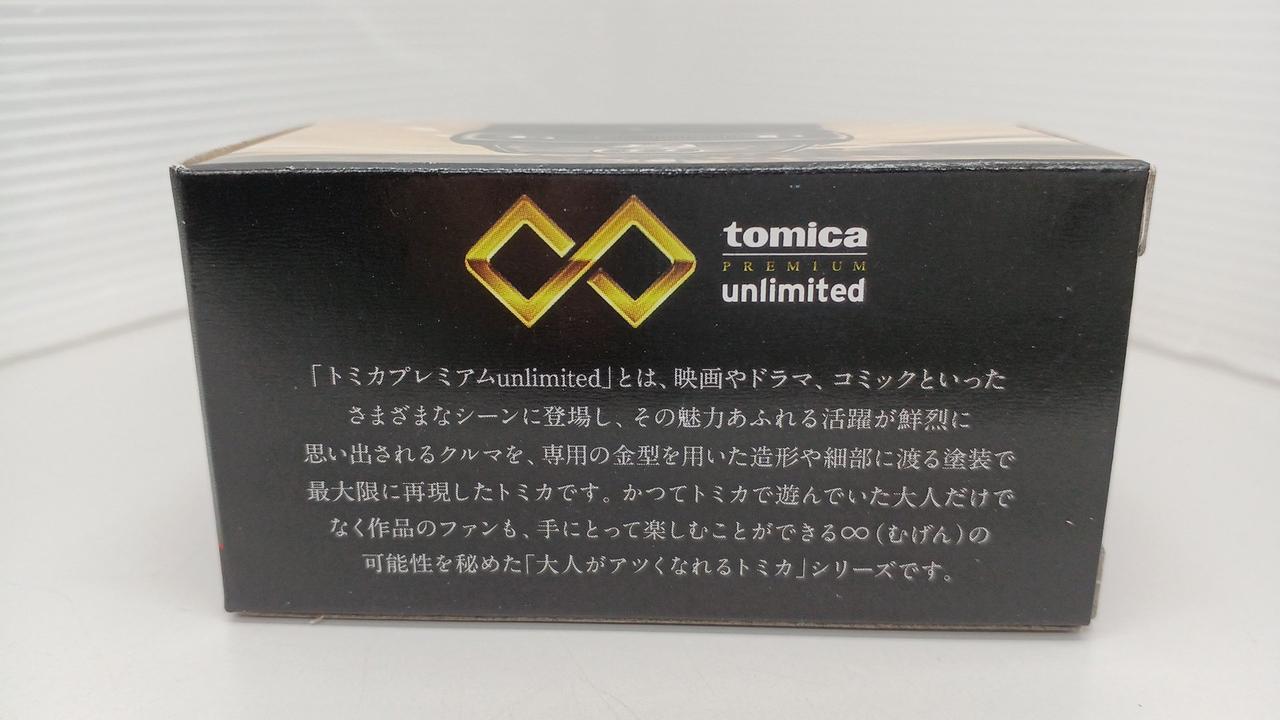 tomica
PREMIUM
unlimited
「トミカプレミアムunlimited」とは、映画やドラマ、コミックといった
さまざまなシーンに登場し、その魅力あふれる活躍が鮮烈に
思い出されるクルマを、専用の金型を用いた造形や細部に渡る塗装で
最大限に再現したトミカです。かつてトミカで遊んでいた大人だけで
なく作品のファンも、手にとって楽しむことができる∞(むげん)の
可能性を秘めた「大人がアツくなれるトミカ」シリーズです。